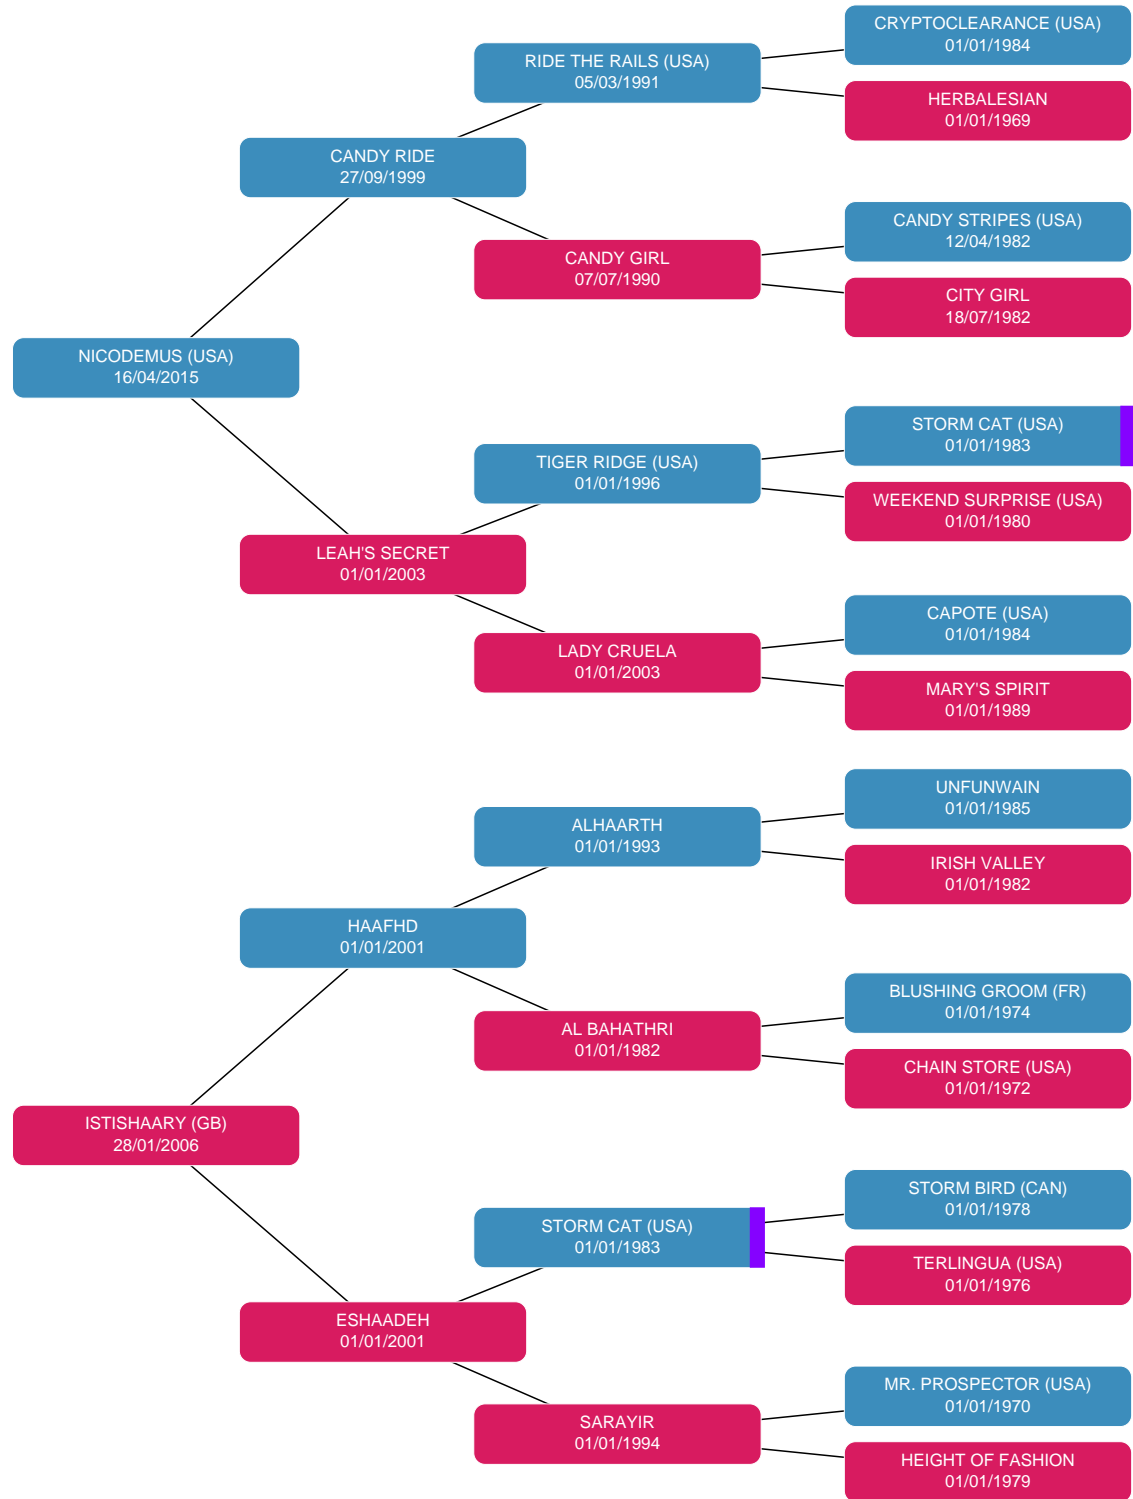 CRYPTOCLEARANCE (USA)
01/01/1984
RIDE THE RAILS (USA)
05/03/1991
HERBALESIAN
01/01/1969
CANDY RIDE
27/09/1999
CANDY STRIPES (USA)
12/04/1982
CANDY GIRL
07/07/1990
CITY GIRL
18/07/1982
NICODEMUS (USA)
16/04/2015
STORM CAT (USA)
01/01/1983
TIGER RIDGE (USA)
01/01/1996
WEEKEND SURPRISE (USA)
01/01/1980
LEAH'S SECRET
01/01/2003
CAPOTE (USA)
01/01/1984
LADY CRUELA
01/01/2003
MARY'S SPIRIT
01/01/1989
UNFUNWAIN
01/01/1985
ALHAARTH
01/01/1993
IRISH VALLEY
01/01/1982
HAAFHD
01/01/2001
BLUSHING GROOM (FR)
01/01/1974
AL BAHATHRI
01/01/1982
CHAIN STORE (USA)
01/01/1972
ISTISHAARY (GB)
28/01/2006
STORM BIRD (CAN)
01/01/1978
STORM CAT (USA)
01/01/1983
TERLINGUA (USA)
01/01/1976
ESHAADEH
01/01/2001
MR. PROSPECTOR (USA)
01/01/1970
SARAYIR
01/01/1994
HEIGHT OF FASHION
01/01/1979